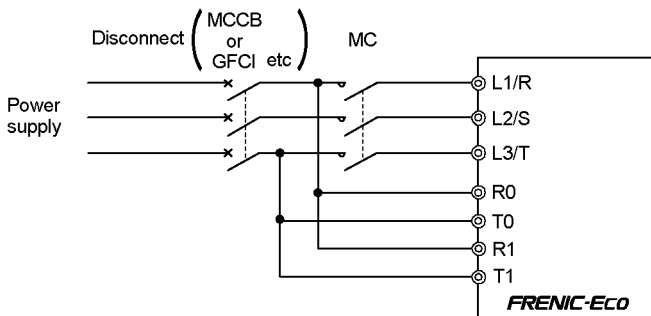 Disconnect
(MCCB
or
GFCI etc)
MC
Power
supply
L1/R
L2/S
L3/T
R0
T0
R1
T1
FRENIC-Eco